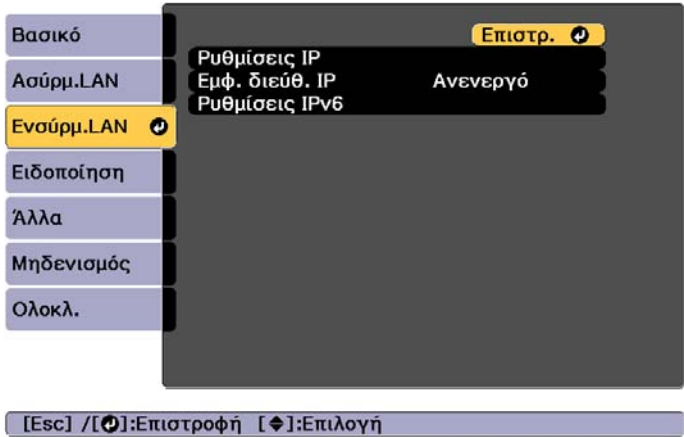 Βασικό
Ασύρμ.LAN
Ενσύρμ.LAN
Ειδοποίηση
Άλλα
Μηδενισμός
Ολοκλ.
Επιστρ.
Ρυθμίσεις IP
Εμφ. διεύθ. IP Ανενεργό
Ρυθμίσεις IPv6
[Esc] /[⏎]:Επιστροφή [◆]:Επιλογή